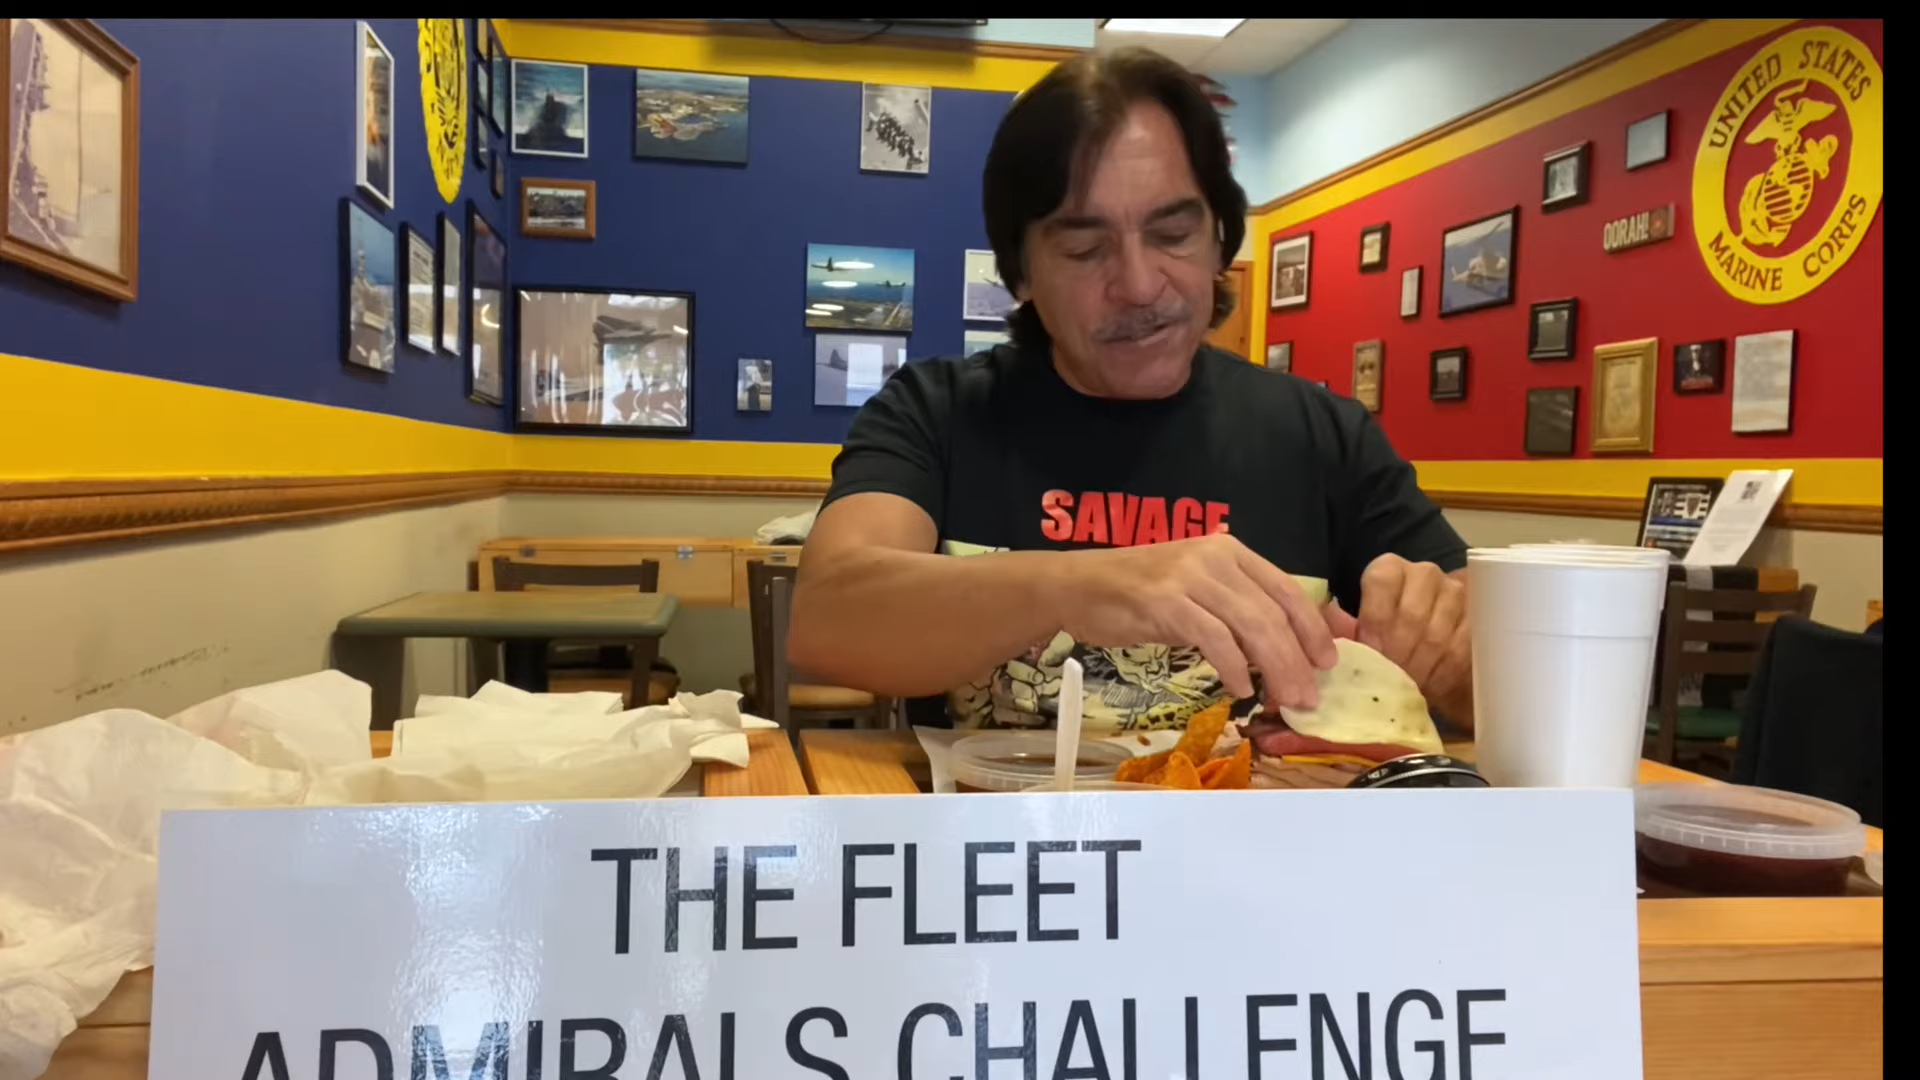 UNITED STATES
MARINE CORPS
OORAH!
SAVAGE
THE FLEET
ADMIRALS CHALLENGE